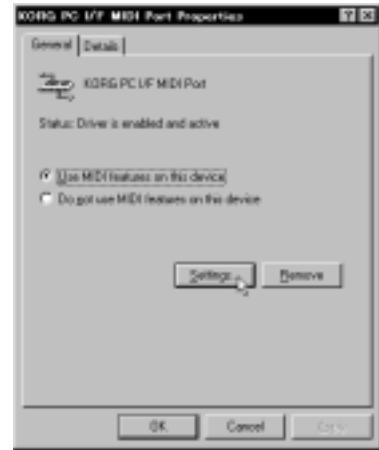 KORG PC I/F MIDI Port Properties
General Details
KORG PC I/F MIDI Port
Status: Driver is enabled and active
Use MIDI features on this device
Do not use MIDI features on this device
Settings... Remove
OK Cancel Apply